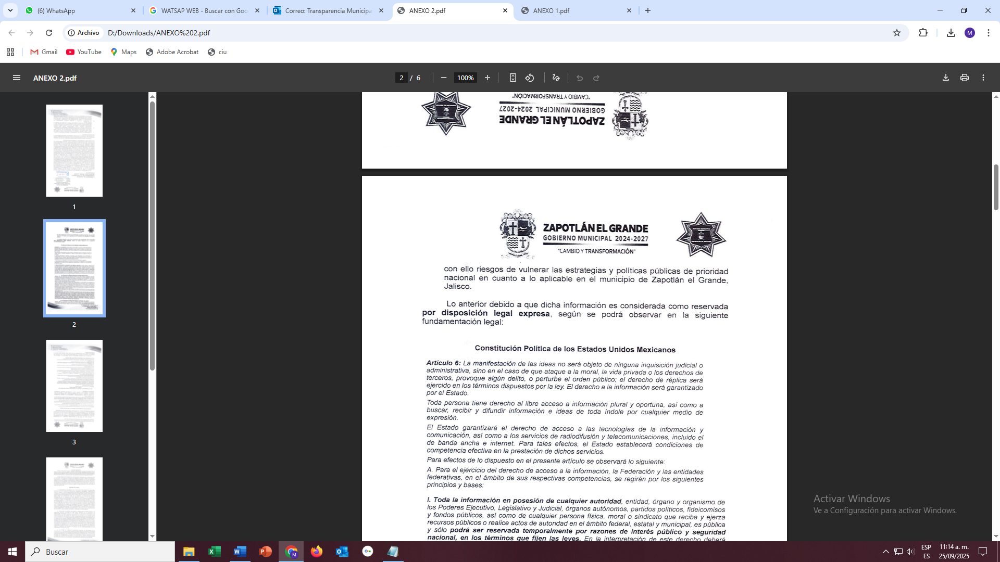 (6) WhatsApp
WATSAP WEB - Buscar con Goo
Correo: Transparencia Municipa
ANEXO 2.pdf
ANEXO 1.pdf
Archivo
D:/Downloads/ANEXO%202.pdf
M
Gmail
YouTube
Maps
Adobe Acrobat
ciu
ANEXO 2.pdf
2 / 6
100%
1
2
3
"CAMBIO Y TRANSFORMACIÓN"
GOBIERNO MUNICIPAL 2024-2027
ZAPOTLÁN EL GRANDE
ZAPOTLÁN EL GRANDE
GOBIERNO MUNICIPAL 2024-2027
"CAMBIO Y TRANSFORMACIÓN"
con ello riesgos de vulnerar las estrategias y políticas públicas de prioridad
nacional en cuanto a lo aplicable en el municipio de Zapotlán el Grande,
Jalisco.
Lo anterior debido a que dicha información es considerada como reservada
por disposición legal expresa, según se podrá observar en la siguiente
fundamentación legal:
Constitución Política de los Estados Unidos Mexicanos
Artículo 6: La manifestación de las ideas no será objeto de ninguna inquisición judicial o
administrativa, sino en el caso de que ataque a la moral, la vida privada o los derechos de
terceros, provoque algún delito, o perturbe el orden público; el derecho de réplica será
ejercido en los términos dispuestos por la ley. El derecho a la información será garantizado
por el Estado.
Toda persona tiene derecho al libre acceso a información plural y oportuna, así como a
buscar, recibir y difundir información e ideas de toda índole por cualquier medio de
expresión.
El Estado garantizará el derecho de acceso a las tecnologías de la información y
comunicación, así como a los servicios de radiodifusión y telecomunicaciones, incluido el
de banda ancha e internet. Para tales efectos, el Estado establecerá condiciones de
competencia efectiva en la prestación de dichos servicios.
Para efectos de lo dispuesto en el presente artículo se observará lo siguiente:
A. Para el ejercicio del derecho de acceso a la información, la Federación y las entidades
federativas, en el ámbito de sus respectivas competencias, se regirán por los siguientes
principios y bases:
I. Toda la información en posesión de cualquier autoridad, entidad, órgano y organismo de
los Poderes Ejecutivo, Legislativo y Judicial, órganos autónomos, partidos políticos, fideicomisos
y fondos públicos, así como de cualquier persona física, moral o sindicato que reciba y ejerza
recursos públicos o realice actos de autoridad en el ámbito federal, estatal y municipal, es pública
y sólo podrá ser reservada temporalmente por razones de interés público y seguridad
nacional, en los términos que fijen las leyes. En la interpretación de este derecho deberá
Activar Windows
Ve a Configuración para activar Windows.
Buscar
ESP
ES
11:14 a. m.
25/09/2025